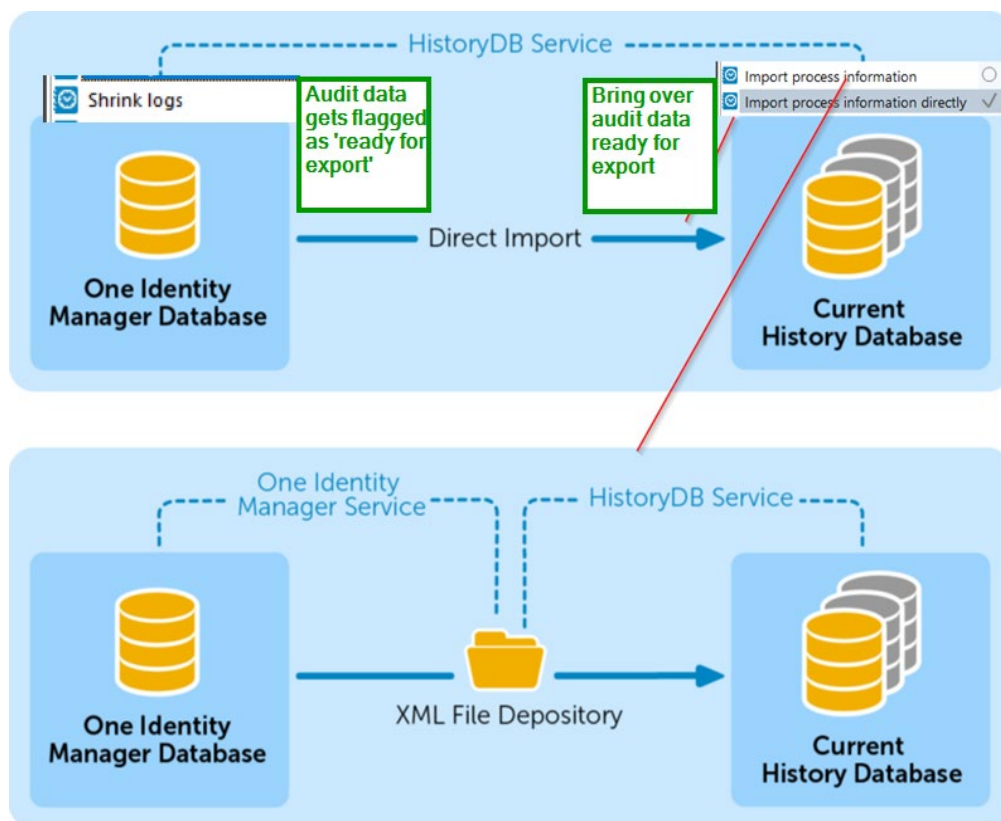 HistoryDB Service
Shrink logs
Audit data
gets flagged
as 'ready for
export'
Bring over
audit data
ready for
export
Import process information
Import process information directly
Direct Import
One Identity
Manager Database
Current
History Database
One Identity
Manager Service
HistoryDB Service
One Identity
Manager Database
XML File Depository
Current
History Database